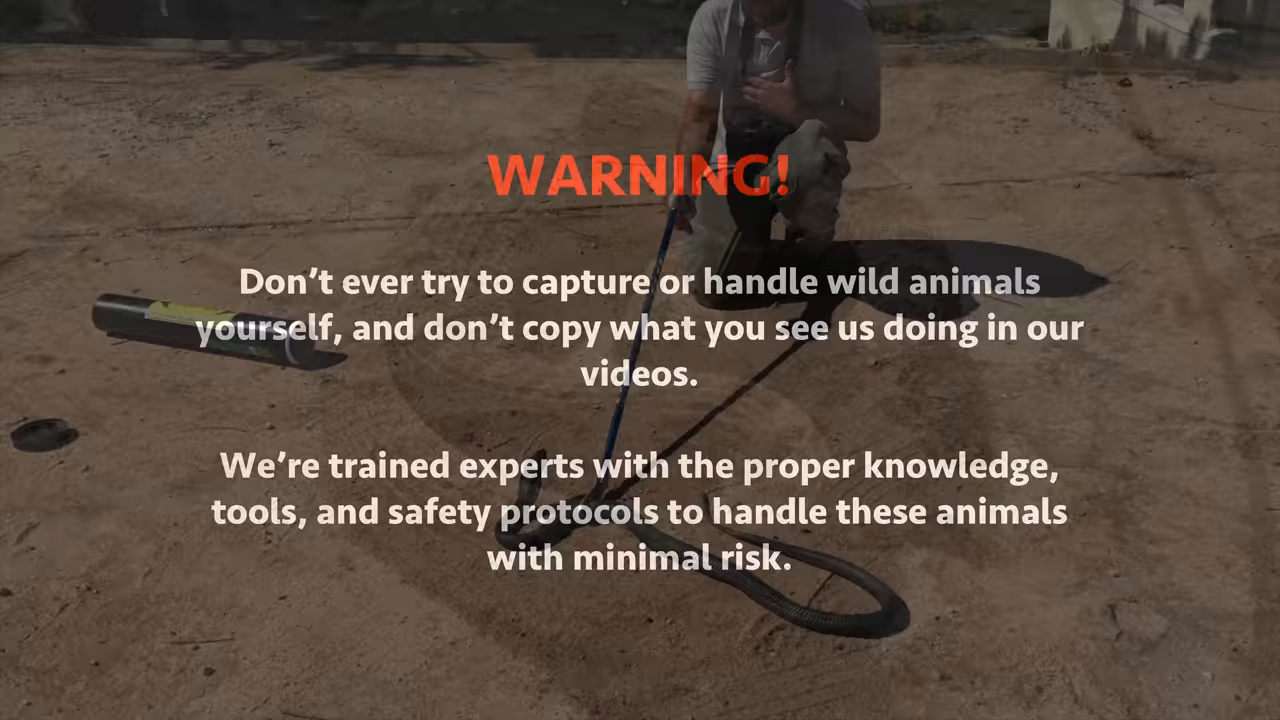 WARNING!
Don't ever try to capture or handle wild animals
yourself, and don't copy what you see us doing in our
videos.
We're trained experts with the proper knowledge,
tools, and safety protocols to handle these animals
with minimal risk.